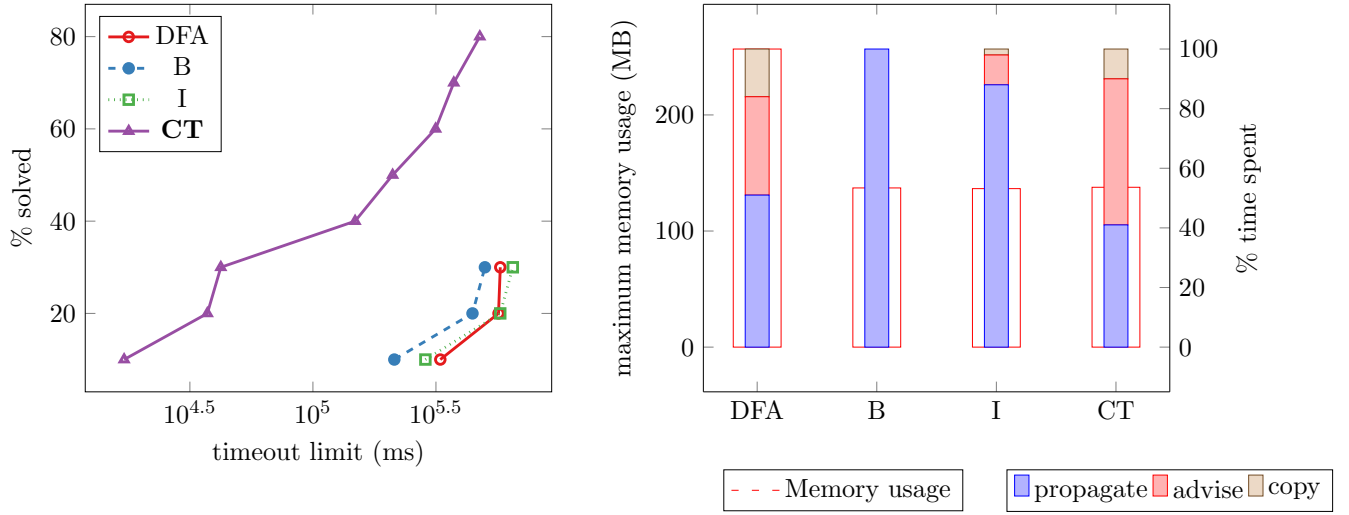 DFA
B
I
CT
80
60
40
20
% solved
10^4.5
10^5
10^5.5
timeout limit (ms)
maximum memory usage (MB)
200
100
0
100
80
60
40
20
0
% time spent
DFA
B
I
CT
Memory usage
propagate advise copy